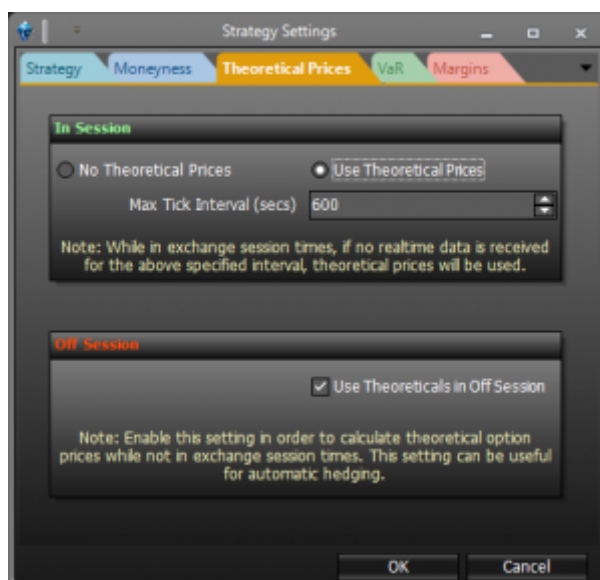 Strategy Settings
Strategy Moneyness Theoretical Prices VaR Margins
In Session
No Theoretical Prices Use Theoretical Prices
Max Tick Interval (secs) 600
Note: While in exchange session times, if no realtime data is received
for the above specified interval, theoretical prices will be used.
Off Session
Use Theoreticals in Off Session
Note: Enable this setting in order to calculate theoretical option
prices while not in exchange session times. This setting can be useful
for automatic hedging.
OK Cancel